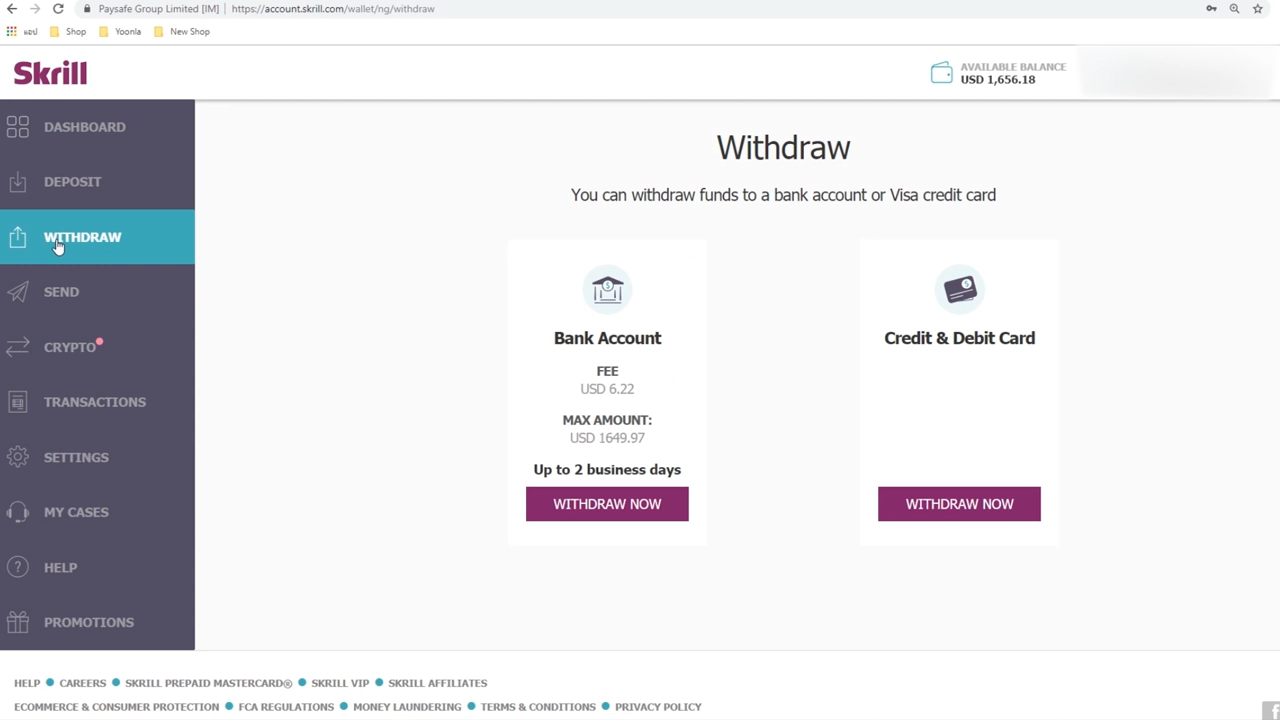 Paysafe Group Limited [IM] | https://account.skrill.com/wallet/ng/withdraw
แอป Shop Yoonla New Shop
Skrill
AVAILABLE BALANCE
USD 1,656.18
DASHBOARD
DEPOSIT
WITHDRAW
SEND
CRYPTO
TRANSACTIONS
SETTINGS
MY CASES
HELP
PROMOTIONS
Withdraw
You can withdraw funds to a bank account or Visa credit card
Bank Account
FEE
USD 6.22
MAX AMOUNT:
USD 1649.97
Up to 2 business days
WITHDRAW NOW
Credit & Debit Card
WITHDRAW NOW
HELP CAREERS SKRILL PREPAID MASTERCARD® SKRILL VIP SKRILL AFFILIATES
ECOMMERCE & CONSUMER PROTECTION FCA REGULATIONS MONEY LAUNDERING TERMS & CONDITIONS PRIVACY POLICY